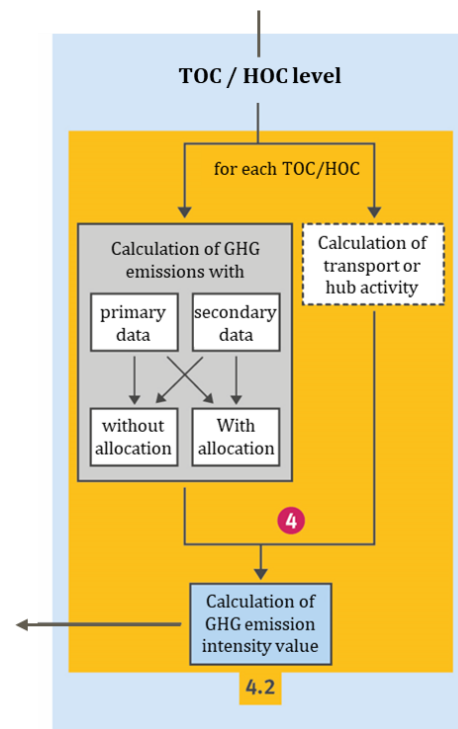 TOC / HOC level
for each TOC/HOC
Calculation of GHG
emissions with
primary
data
secondary
data
without
allocation
With
allocation
Calculation of
transport or
hub activity
4
Calculation of
GHG emission
intensity value
4.2